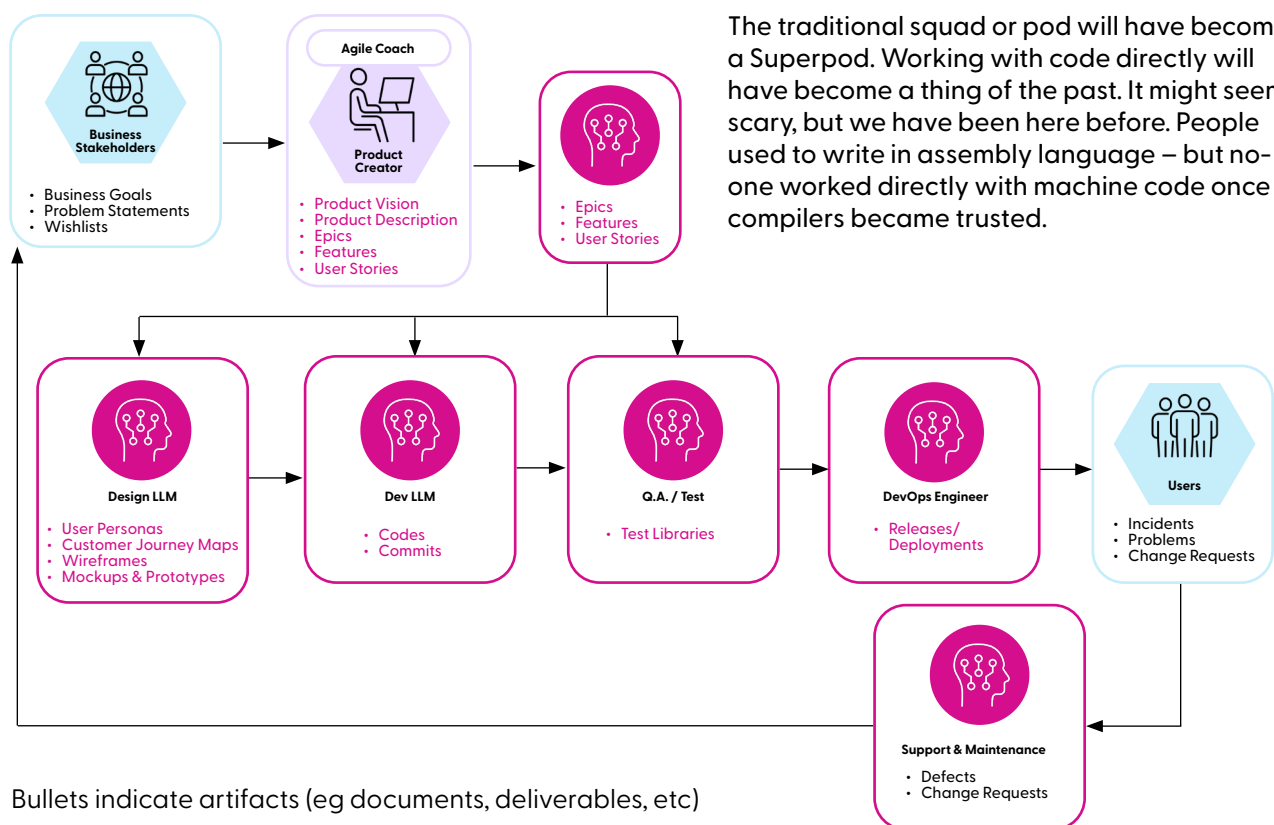 The traditional squad or pod will have becom
a Superpod. Working with code directly will
have become a thing of the past. It might seem
scary, but we have been here before. People
used to write in assembly language – but no-
one worked directly with machine code once
compilers became trusted.
Business
Stakeholders
• Business Goals
• Problem Statements
• Wishlists
Agile Coach
Product
Creator
• Product Vision
• Product Description
• Epics
• Features
• User Stories
• Epics
• Features
• User Stories
Design LLM
• User Personas
• Customer Journey Maps
• Wireframes
• Mockups & Prototypes
Dev LLM
• Codes
• Commits
Q.A. / Test
• Test Libraries
DevOps Engineer
• Releases/
Deployments
Users
• Incidents
• Problems
• Change Requests
Support & Maintenance
• Defects
• Change Requests
Bullets indicate artifacts (eg documents, deliverables, etc)